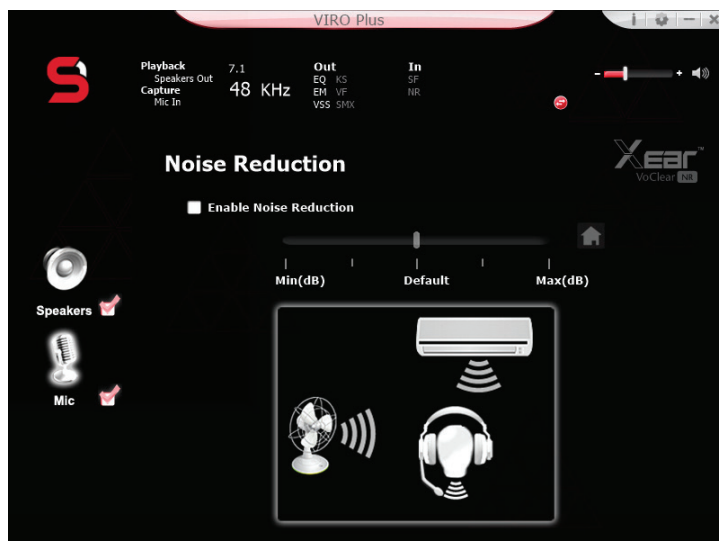 VIRO Plus
Playback 7.1 Out In
Speakers Out EQ KS SF
Capture 48 KHz EM VF NR
Mic In VSS SMX
- +
Xear™
VoClear NR
Noise Reduction
Enable Noise Reduction
Min(dB) Default Max(dB)
Speakers
Mic